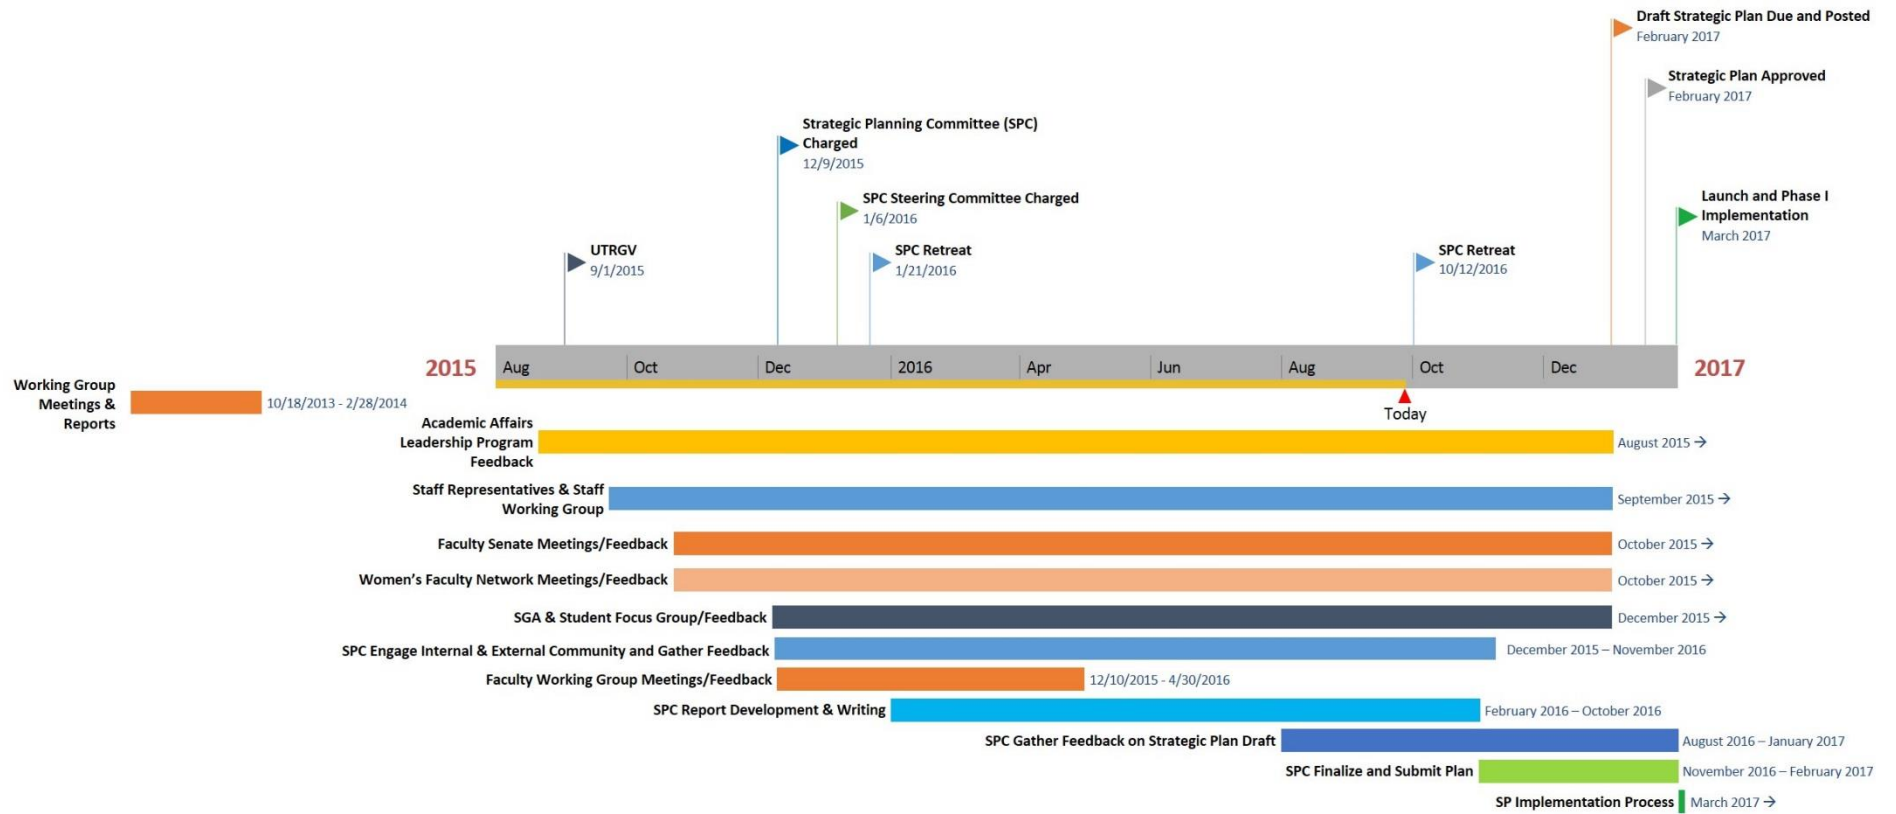 Draft Strategic Plan Due and Posted
February 2017
Strategic Plan Approved
February 2017
Strategic Planning Committee (SPC)
Charged
12/9/2015
SPC Steering Committee Charged
1/6/2016
Launch and Phase I
Implementation
March 2017
UTRGV
9/1/2015
SPC Retreat
1/21/2016
SPC Retreat
10/12/2016
2015 Aug Oct Dec 2016 Apr Jun Aug Oct Dec 2017
Today
Working Group
Meetings &
Reports
10/18/2013 - 2/28/2014
Academic Affairs
Leadership Program
Feedback
August 2015 →
Staff Representatives & Staff
Working Group
September 2015 →
Faculty Senate Meetings/Feedback
October 2015 →
Women’s Faculty Network Meetings/Feedback
October 2015 →
SGA & Student Focus Group/Feedback
December 2015 →
SPC Engage Internal & External Community and Gather Feedback
December 2015 – November 2016
Faculty Working Group Meetings/Feedback
12/10/2015 - 4/30/2016
SPC Report Development & Writing
February 2016 – October 2016
SPC Gather Feedback on Strategic Plan Draft
August 2016 – January 2017
SPC Finalize and Submit Plan
November 2016 – February 2017
SP Implementation Process
March 2017 →